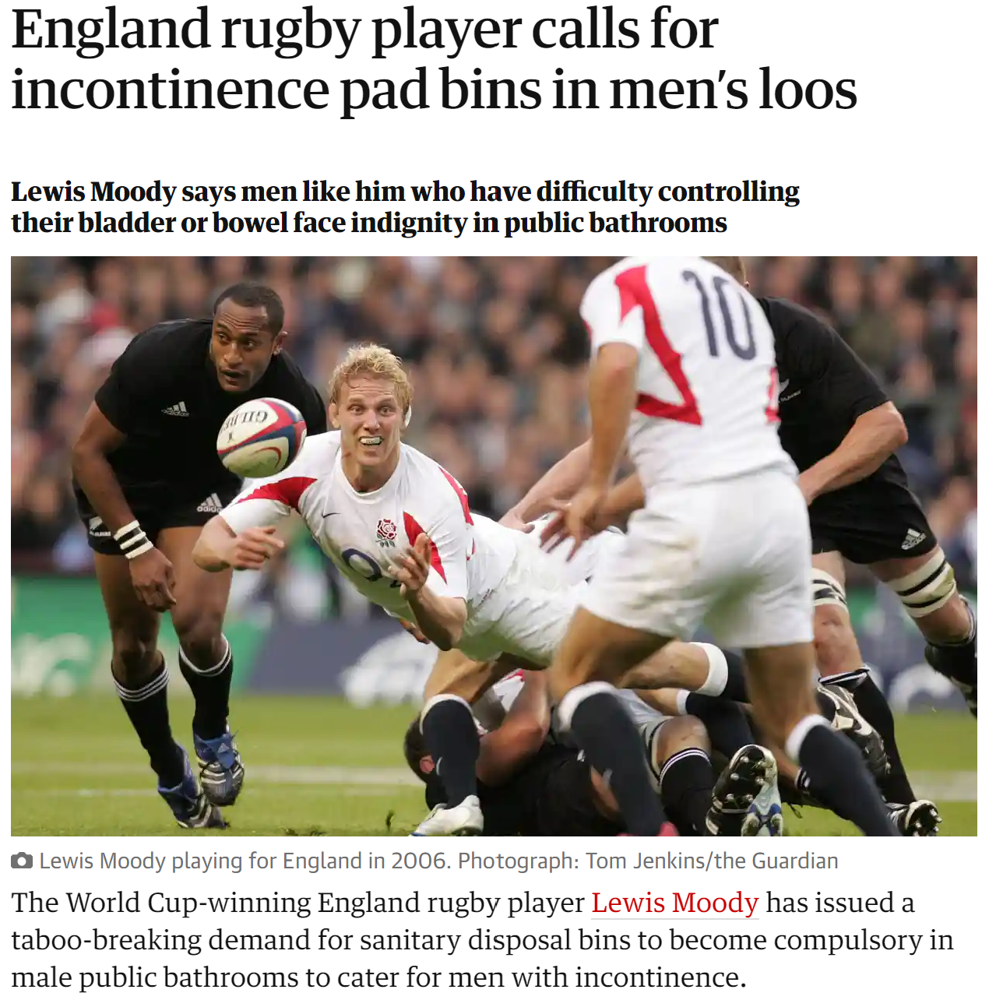 England rugby player calls for
incontinence pad bins in men’s loos
Lewis Moody says men like him who have difficulty controlling
their bladder or bowel face indignity in public bathrooms
adidas
GILBE
10
adidas
O
Lewis Moody playing for England in 2006. Photograph: Tom Jenkins/the Guardian
The World Cup-winning England rugby player Lewis Moody has issued a
taboo-breaking demand for sanitary disposal bins to become compulsory in
male public bathrooms to cater for men with incontinence.